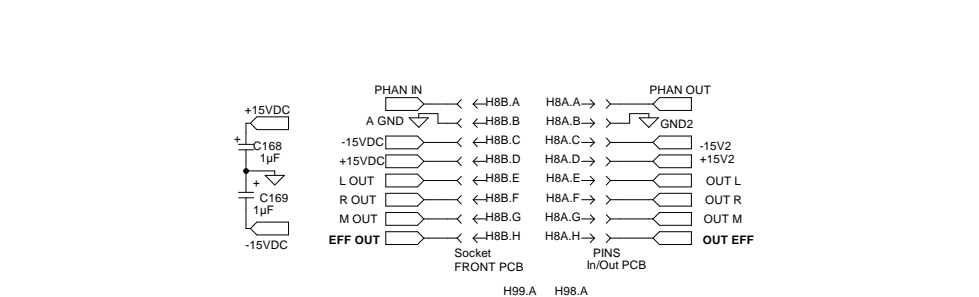 PHAN IN
PHAN OUT
H8B.A
H8A.A
+15VDC
A GND
H8B.B
H8A.B
GND2
-15VDC
H8B.C
H8A.C
-15V2
+
C168
1µF
+15VDC
H8B.D
H8A.D
+15V2
L OUT
H8B.E
H8A.E
OUT L
+
C169
1µF
R OUT
H8B.F
H8A.F
OUT R
M OUT
H8B.G
H8A.G
OUT M
-15VDC
EFF OUT
H8B.H
H8A.H
OUT EFF
Socket
FRONT PCB
PINS
In/Out PCB
H99.A
H98.A